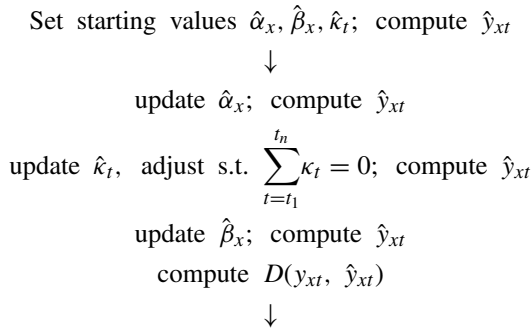 Set starting values α̂ₓ, β̂ₓ, κ̂ₜ; compute ŷₓₜ
↓
update α̂ₓ; compute ŷₓₜ
update κ̂ₜ, adjust s.t. ∑_{t=t₁}^{tₙ} κₜ = 0; compute ŷₓₜ
update β̂ₓ; compute ŷₓₜ
compute D(yₓₜ, ŷₓₜ)
↓